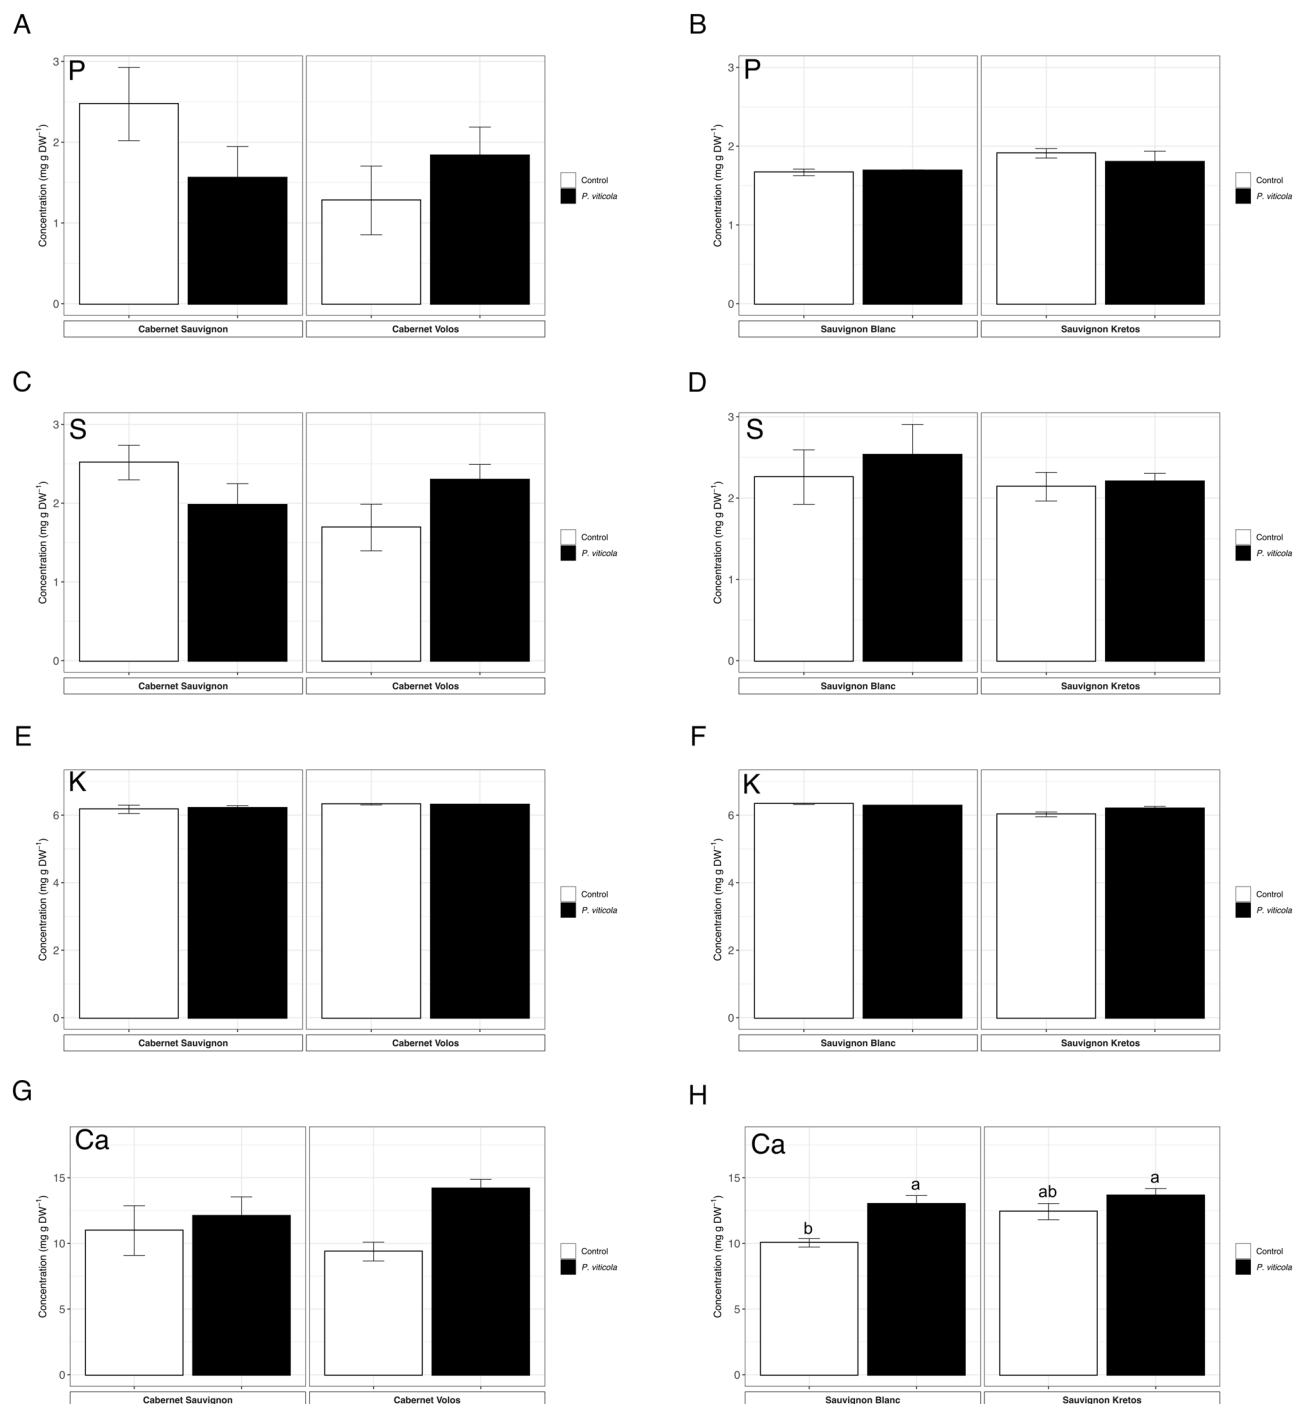 A
P
Concentration (mg g DW⁻¹)
3
2
1
0
Cabernet Sauvignon
Cabernet Volos
Control
P. viticola
B
P
Concentration (mg g DW⁻¹)
3
2
1
0
Sauvignon Blanc
Sauvignon Kretos
Control
P. viticola
C
S
Concentration (mg g DW⁻¹)
3
2
1
0
Cabernet Sauvignon
Cabernet Volos
Control
P. viticola
D
S
Concentration (mg g DW⁻¹)
3
2
1
0
Sauvignon Blanc
Sauvignon Kretos
Control
P. viticola
E
K
Concentration (mg g DW⁻¹)
6
4
2
0
Cabernet Sauvignon
Cabernet Volos
Control
P. viticola
F
K
Concentration (mg g DW⁻¹)
6
4
2
0
Sauvignon Blanc
Sauvignon Kretos
Control
P. viticola
G
Ca
Concentration (mg g DW⁻¹)
15
10
5
0
Cabernet Sauvignon
Cabernet Volos
Control
P. viticola
H
Ca
Concentration (mg g DW⁻¹)
15
10
5
0
b
a
ab
a
Sauvignon Blanc
Sauvignon Kretos
Control
P. viticola